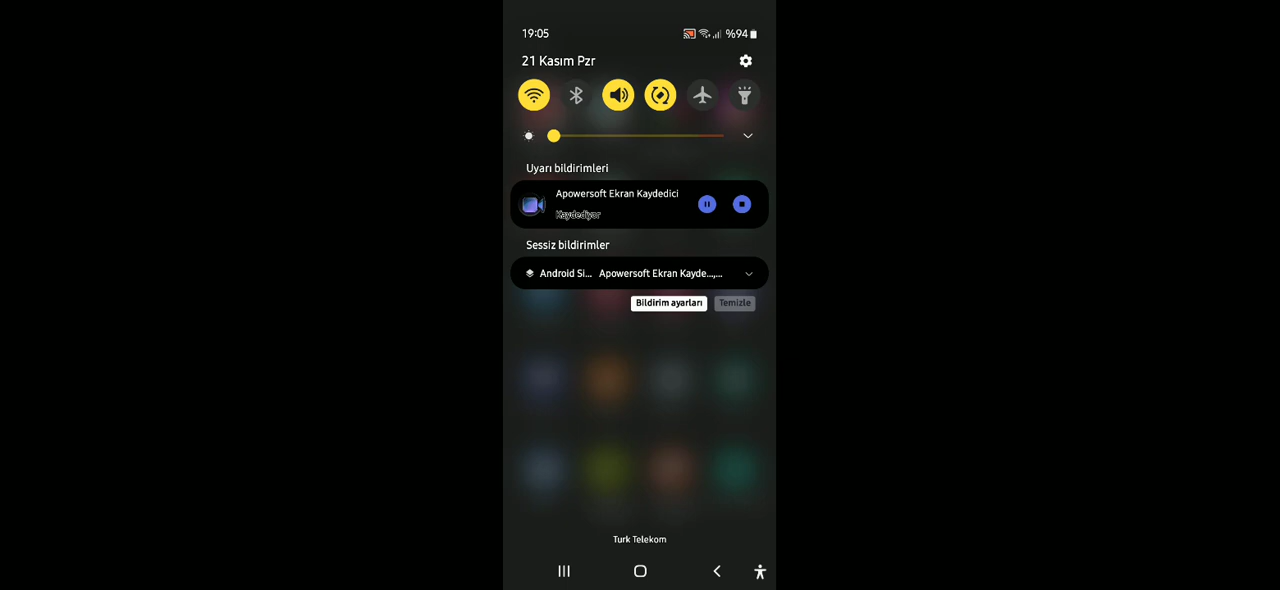 19:05 %94
21 Kasım Pzr
Uyarı bildirimleri
Apowersoft Ekran Kaydedici
Kaydediyor
Sessiz bildirimler
Android Si... Apowersoft Ekran Kayde...,...
Bildirim ayarları Temizle
Turk Telekom